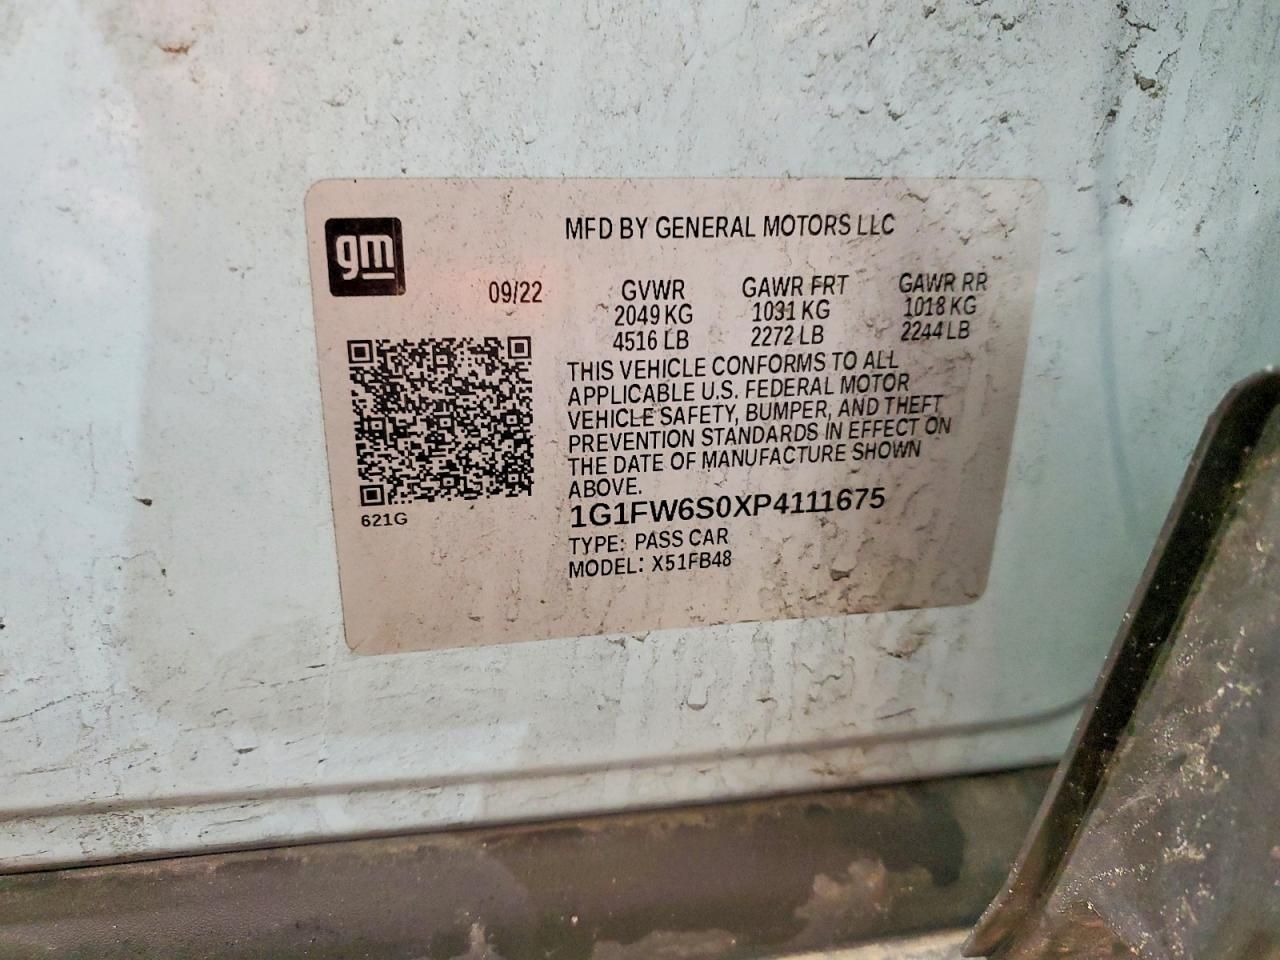 gm
MFD BY GENERAL MOTORS LLC
09/22
GVWR GAWR FRT GAWR RR
2049 KG 1031 KG 1018 KG
4516 LB 2272 LB 2244 LB
THIS VEHICLE CONFORMS TO ALL
APPLICABLE U.S. FEDERAL MOTOR
VEHICLE SAFETY, BUMPER, AND THEFT
PREVENTION STANDARDS IN EFFECT ON
THE DATE OF MANUFACTURE SHOWN
ABOVE.
621G
1G1FW6S0XP4111675
TYPE: PASS CAR
MODEL: X51FB48